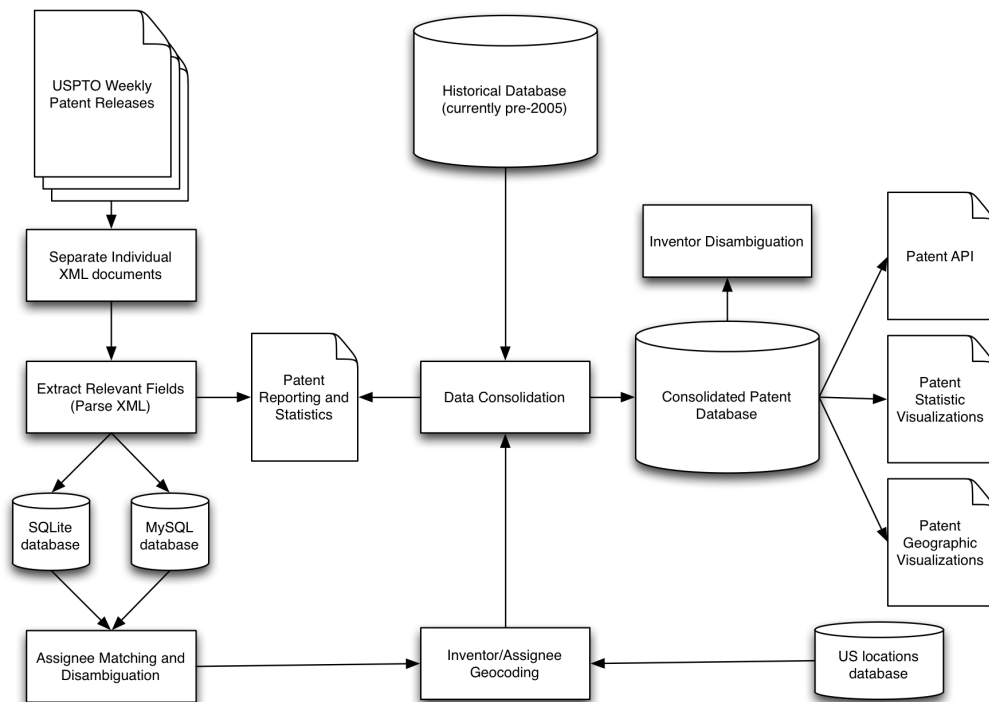 USPTO Weekly
Patent Releases
Historical Database
(currently pre-2005)
Separate Individual
XML documents
Inventor Disambiguation
Patent API
Extract Relevant Fields
(Parse XML)
Patent
Reporting and
Statistics
Data Consolidation
Consolidated Patent
Database
Patent
Statistic
Visualizations
SQLite
database
MySQL
database
Patent
Geographic
Visualizations
Assignee Matching and
Disambiguation
Inventor/Assignee
Geocoding
US locations
database